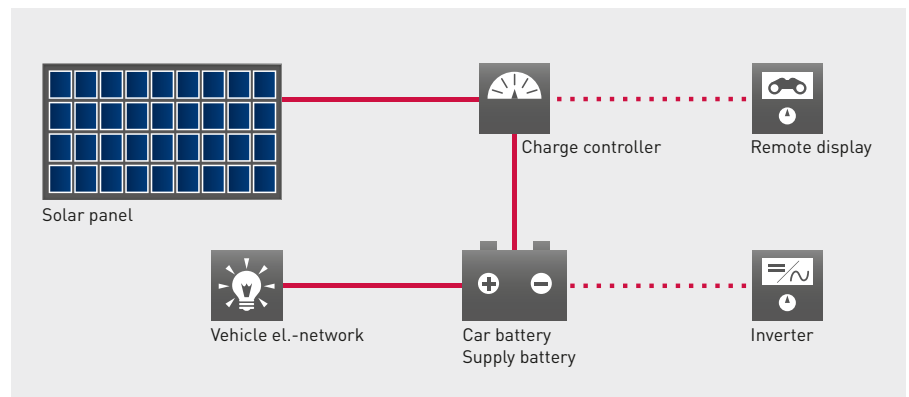 Charge controller
Remote display
Solar panel
Vehicle el.-network
Car battery
Supply battery
Inverter